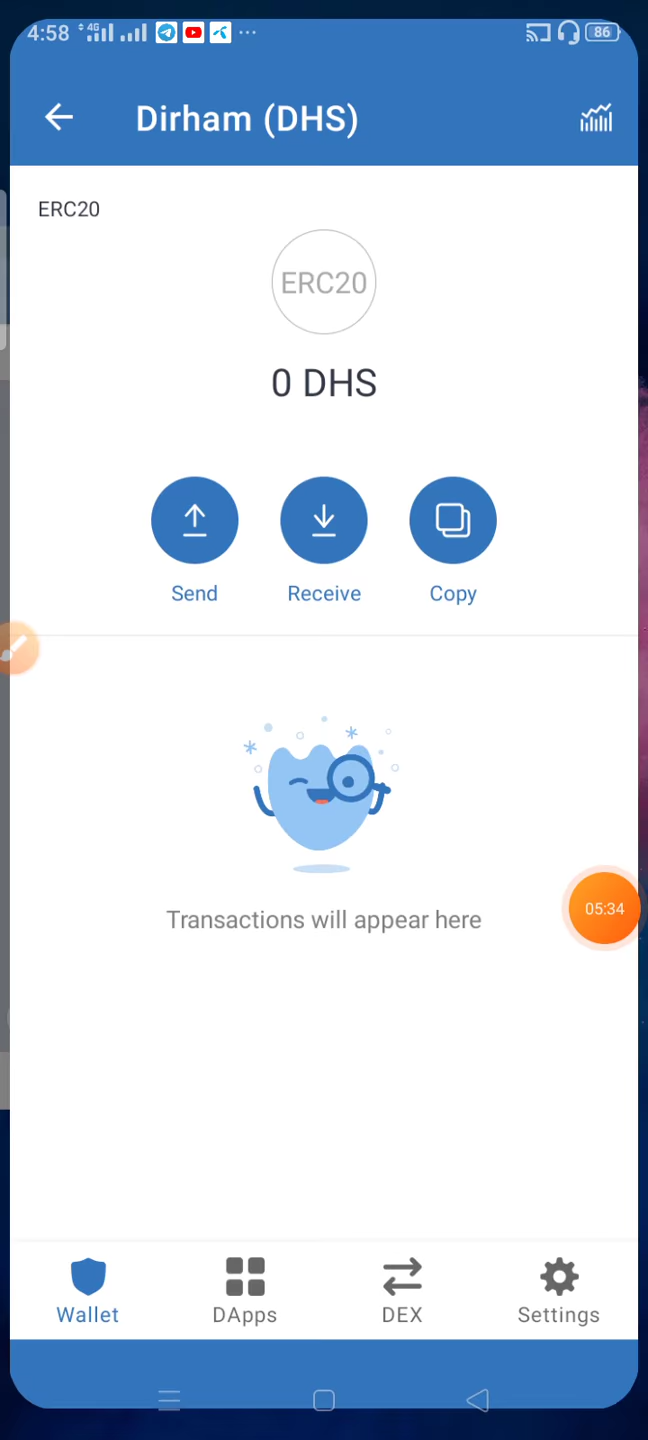 4:58 4G 86
Dirham (DHS)
ERC20
ERC20
0 DHS
Send Receive Copy
05:34
Transactions will appear here
Wallet DApps DEX Settings